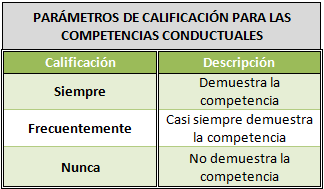 PARÁMETROS DE CALIFICACIÓN PARA LAS
COMPETENCIAS CONDUCTUALES
Calificación Descripción
Siempre Demuestra la
competencia
Frecuentemente Casi siempre demuestra
la competencia
Nunca No demuestra la
competencia